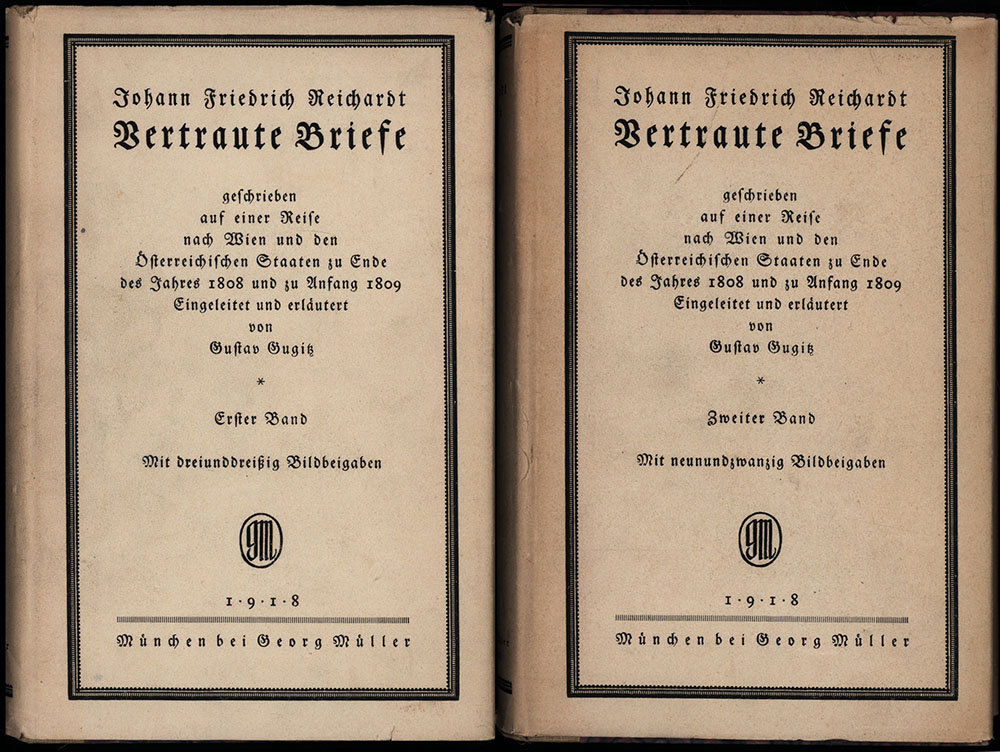 Johann Friedrich Reichardt
Vertraute Briefe
geſchrieben
auf einer Reiſe
nach Wien und den
Öſterreichiſchen Staaten zu Ende
des Jahres 1808 und zu Anfang 1809
Eingeleitet und erläutert
von
Guſtav Gugitz
*
Erſter Band
Mit dreiunddreißig Bildbeigaben
gm
1·9·1·8
München bei Georg Müller
Johann Friedrich Reichardt
Vertraute Briefe
geſchrieben
auf einer Reiſe
nach Wien und den
Öſterreichiſchen Staaten zu Ende
des Jahres 1808 und zu Anfang 1809
Eingeleitet und erläutert
von
Guſtav Gugitz
*
Zweiter Band
Mit neunundzwanzig Bildbeigaben
gm
1·9·1·8
München bei Georg Müller